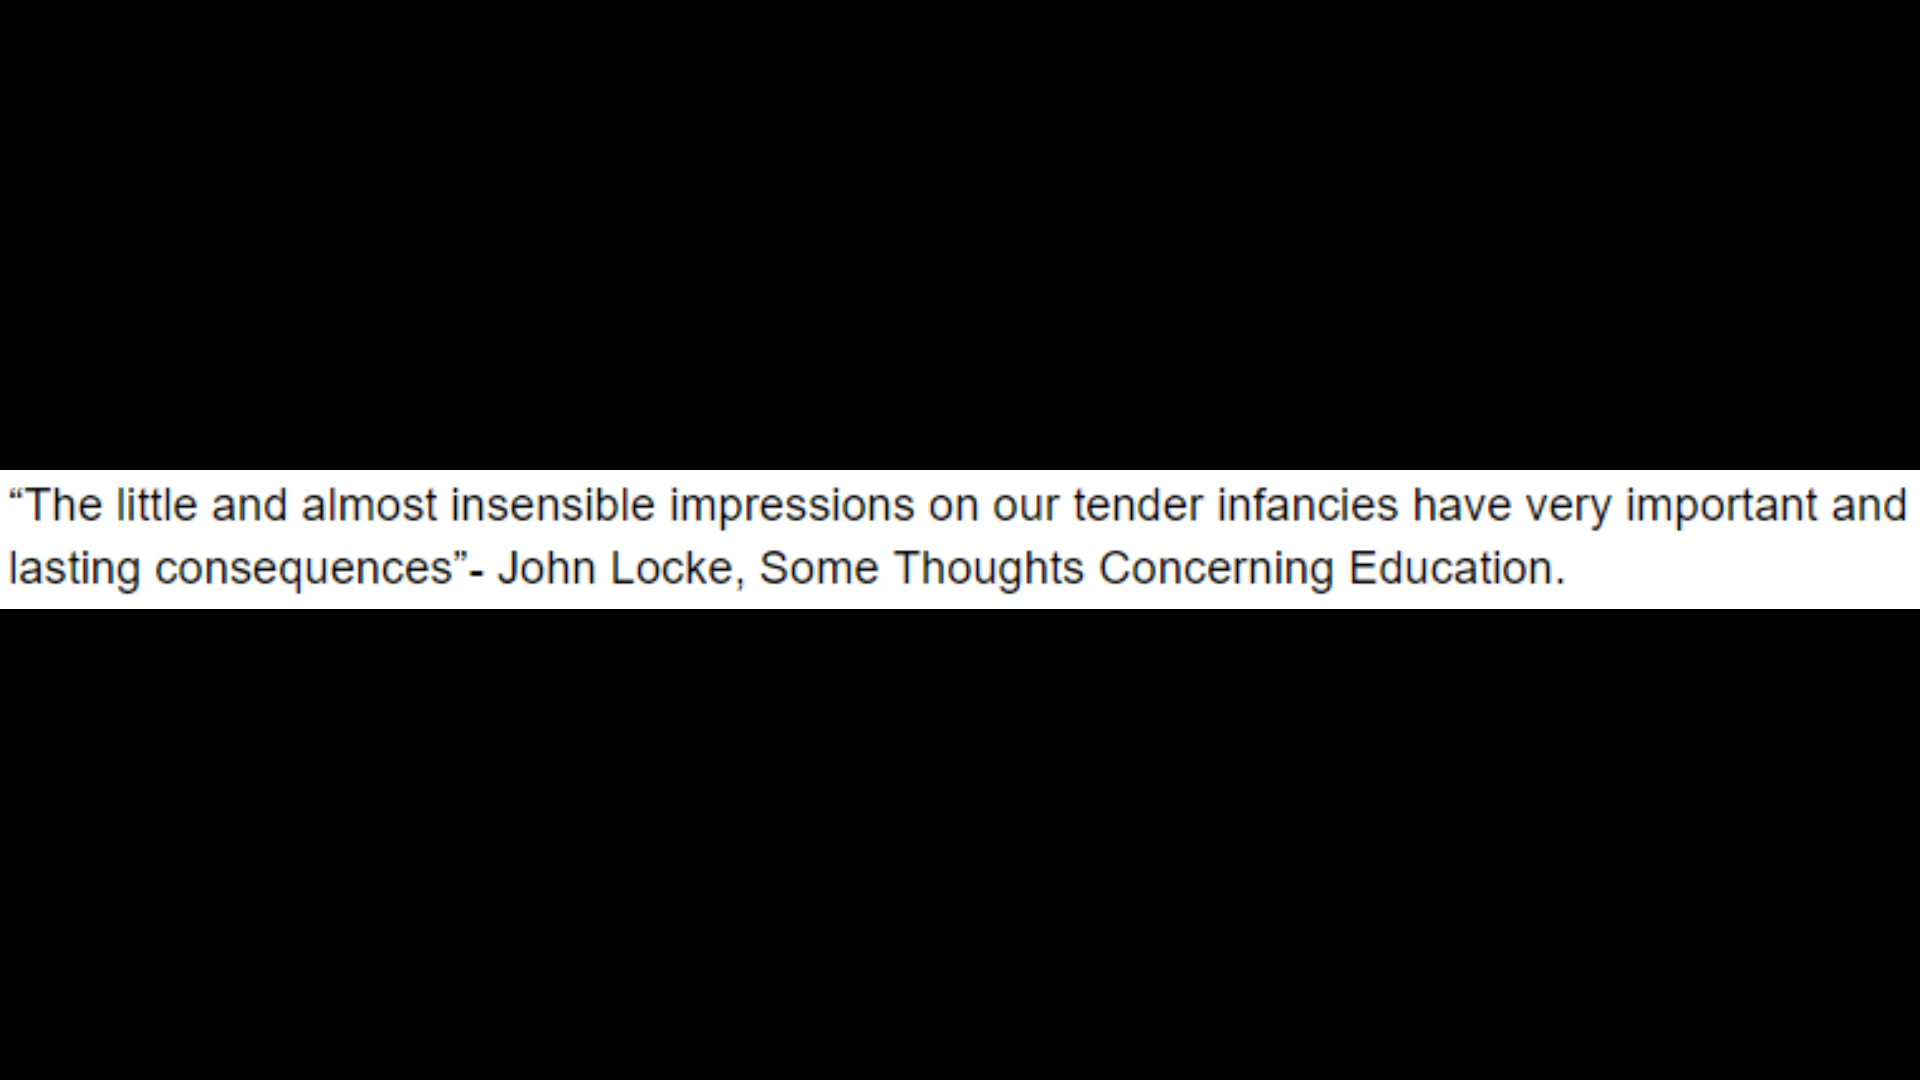 “The little and almost insensible impressions on our tender infancies have very important and
lasting consequences”- John Locke, Some Thoughts Concerning Education.